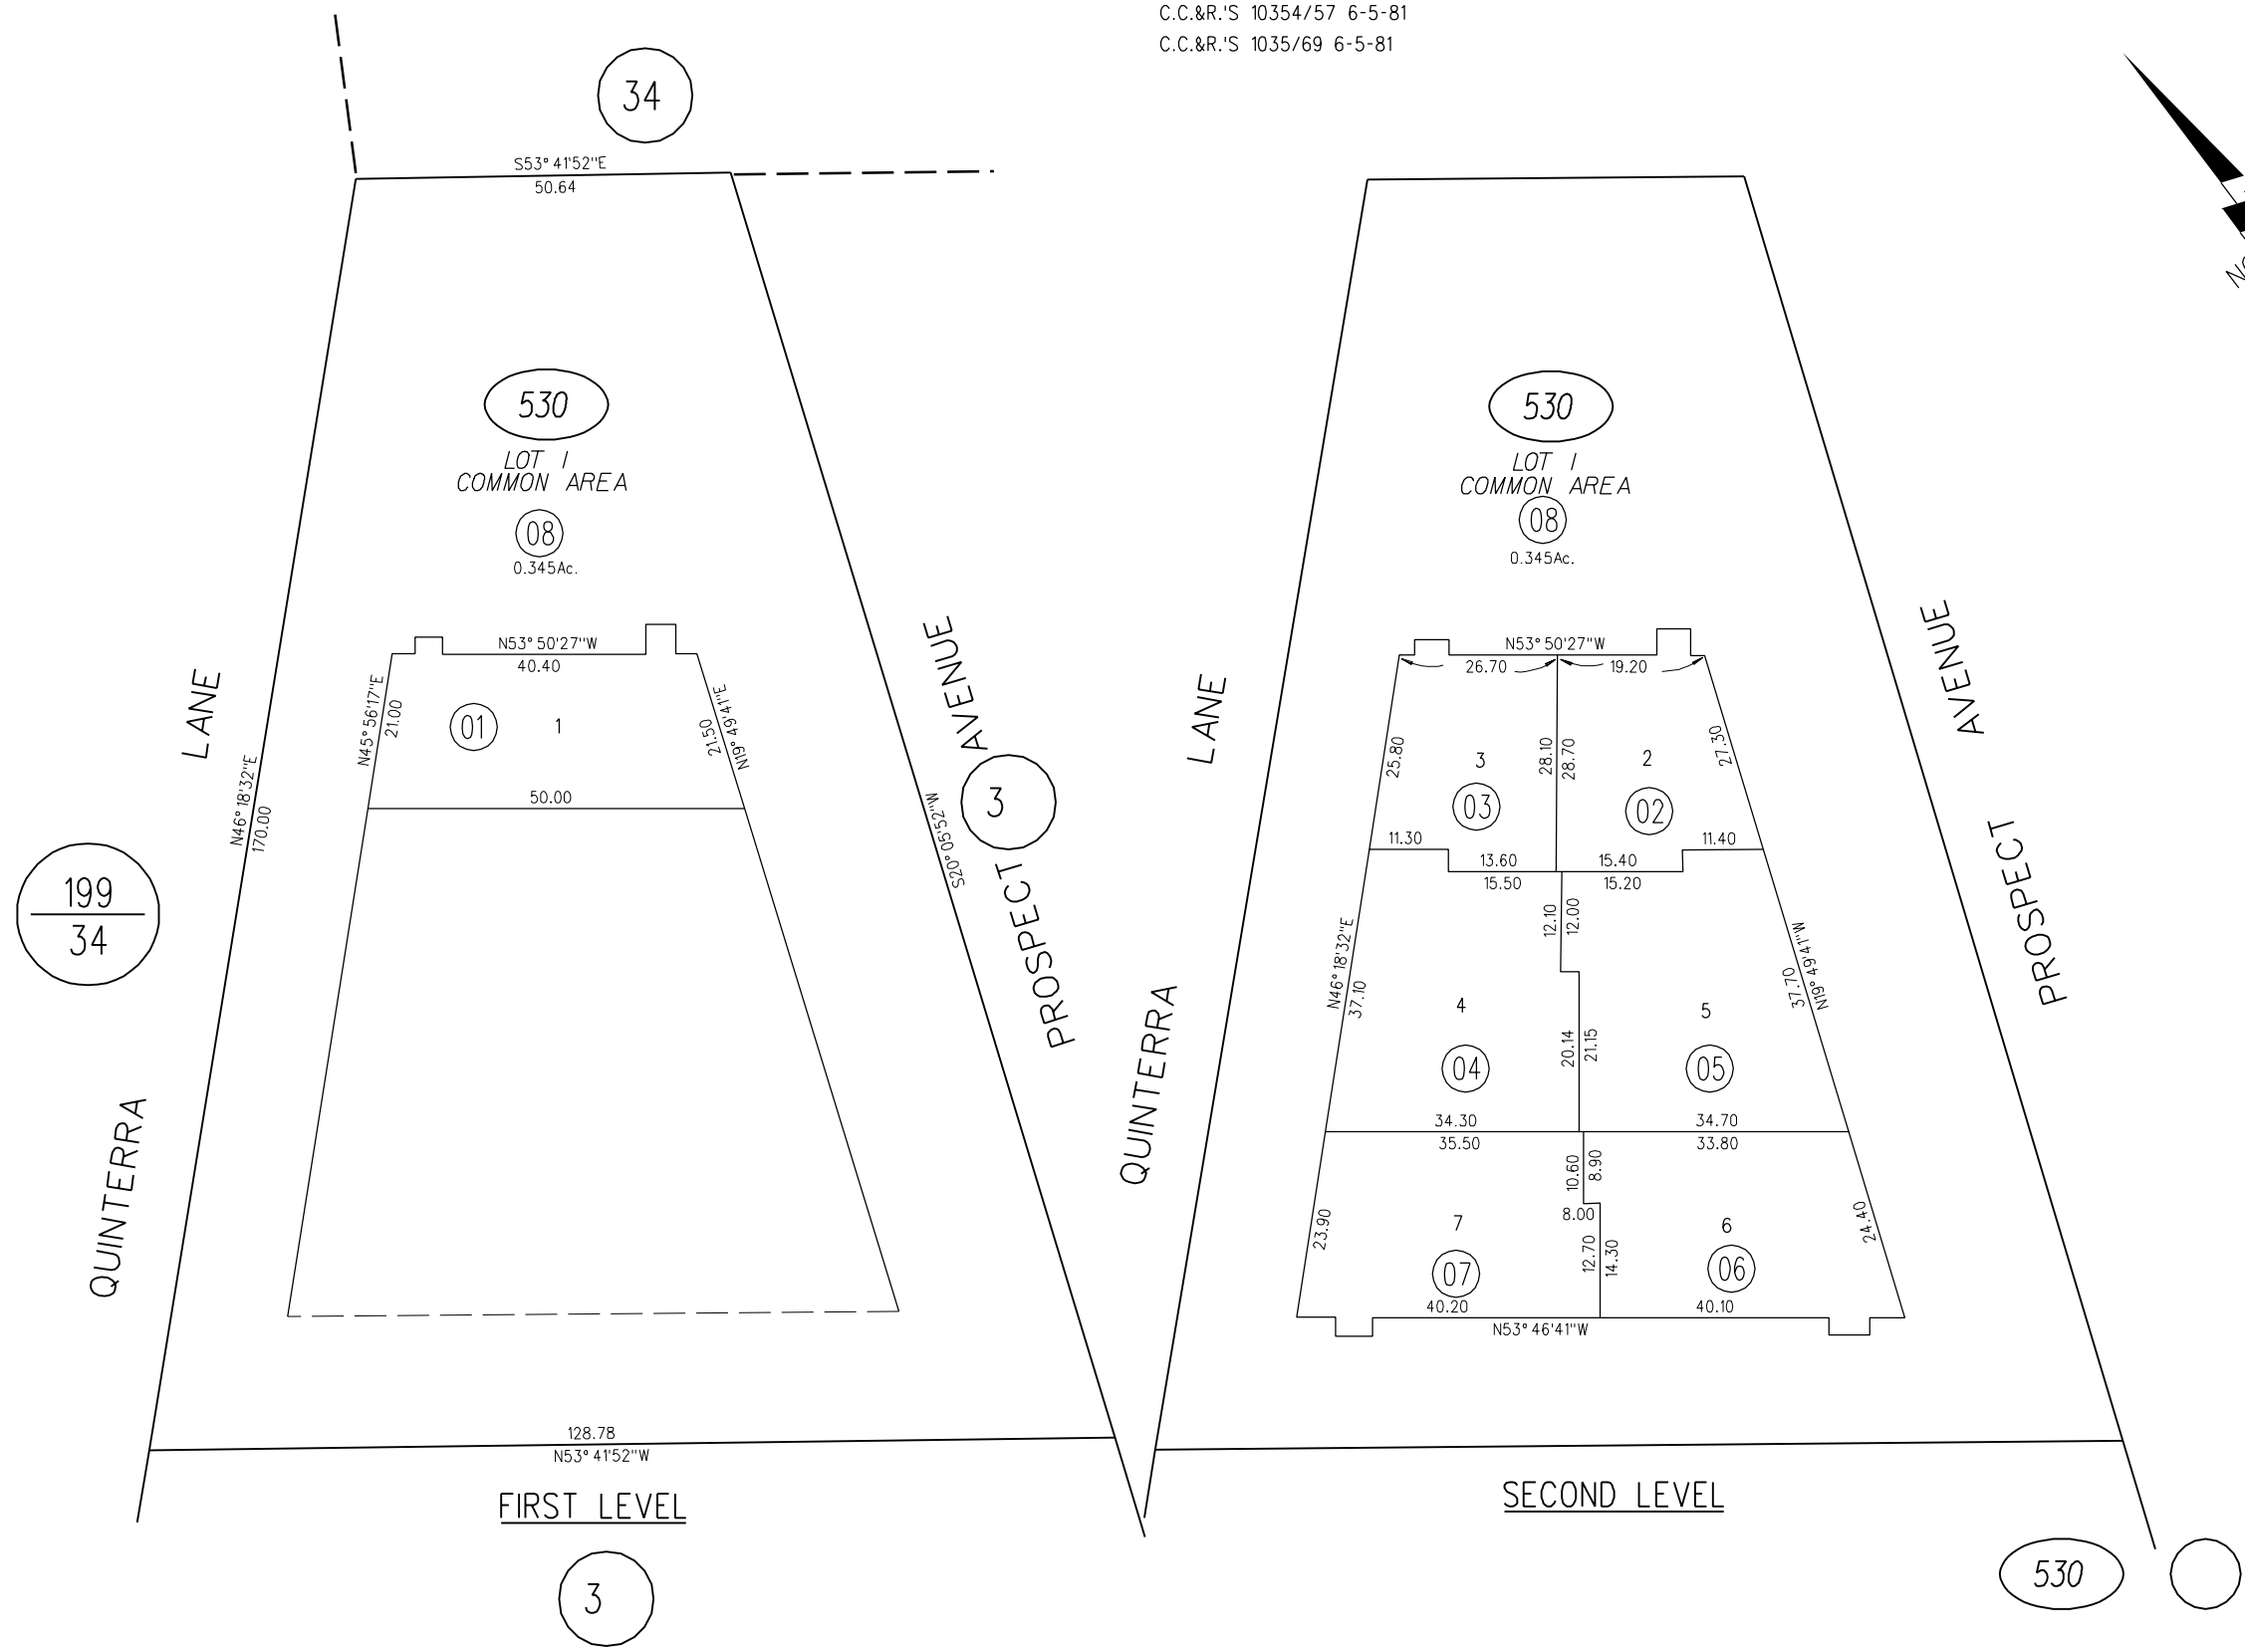 C.C.&R.'S 10354/57 6-5-81
C.C.&R.'S 1035/69 6-5-81
34
S53°41'52"E
50.64
530
LOT 1
COMMON AREA
08
0.345Ac.
N53°50'27"W
40.40
N45°56'17"E
21.00
01
1
21.50
N19°49'41"E
50.00
LANE
N46°18'32"E
170.00
QUINTERRA
199
34
AVENUE
3
S20°05'52"W
PROSPECT
128.78
N53°41'52"W
FIRST LEVEL
3
530
LOT 1
COMMON AREA
08
0.345Ac.
N53°50'27"W
26.70
19.20
25.80
3
03
28.10
28.70
2
02
27.30
11.30
13.60
15.40
11.40
15.50
15.20
12.10
12.00
N46°18'32"E
37.10
4
04
20.14
21.15
5
05
37.70
N19°49'41"W
34.30
34.70
35.50
33.80
10.60
8.90
8.00
23.90
7
07
12.70
14.30
6
06
24.40
40.20
40.10
N53°46'41"W
LANE
QUINTERRA
AVENUE
PROSPECT
SECOND LEVEL
530